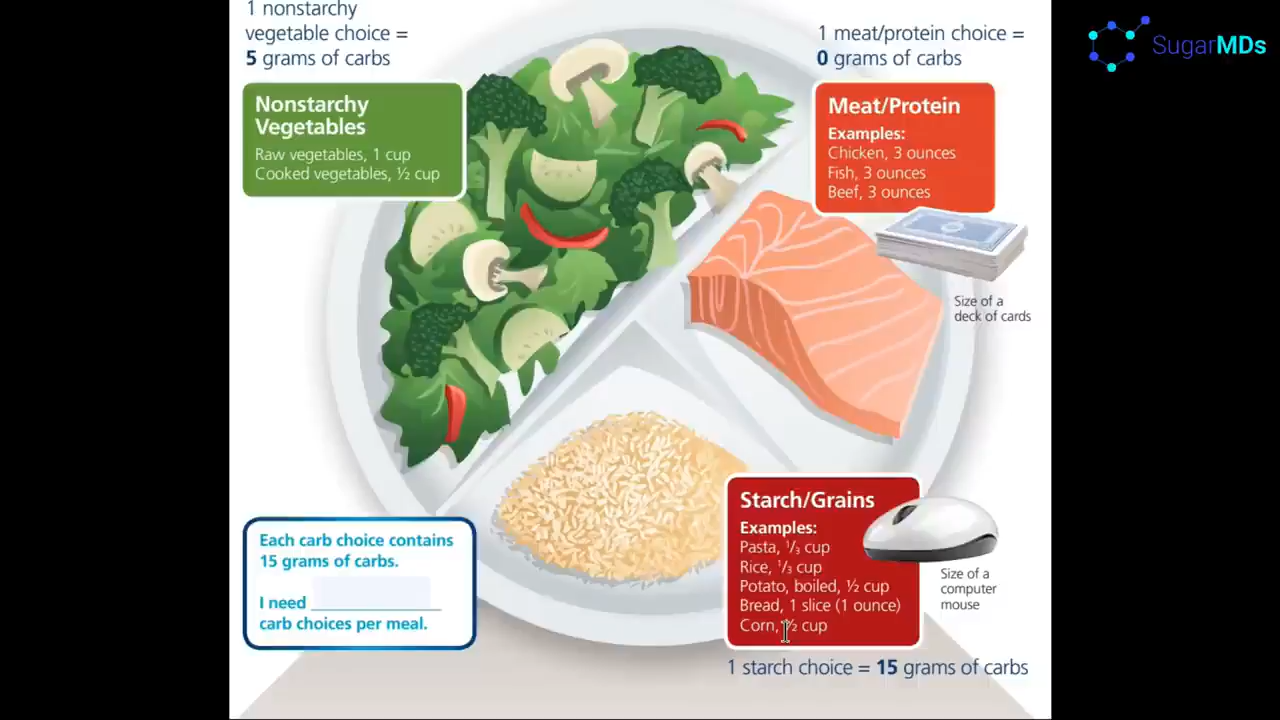 1 nonstarchy
vegetable choice =
5 grams of carbs
Nonstarchy
Vegetables
Raw vegetables, 1 cup
Cooked vegetables, ½ cup
1 meat/protein choice =
0 grams of carbs
Meat/Protein
Examples:
Chicken, 3 ounces
Fish, 3 ounces
Beef, 3 ounces
Size of a
deck of cards
SugarMDs
Each carb choice contains
15 grams of carbs.
I need
carb choices per meal.
Starch/Grains
Examples:
Pasta, ⅓ cup
Rice, ⅓ cup
Potato, boiled, ½ cup
Bread, 1 slice (1 ounce)
Corn, ½ cup
Size of a
computer
mouse
1 starch choice = 15 grams of carbs